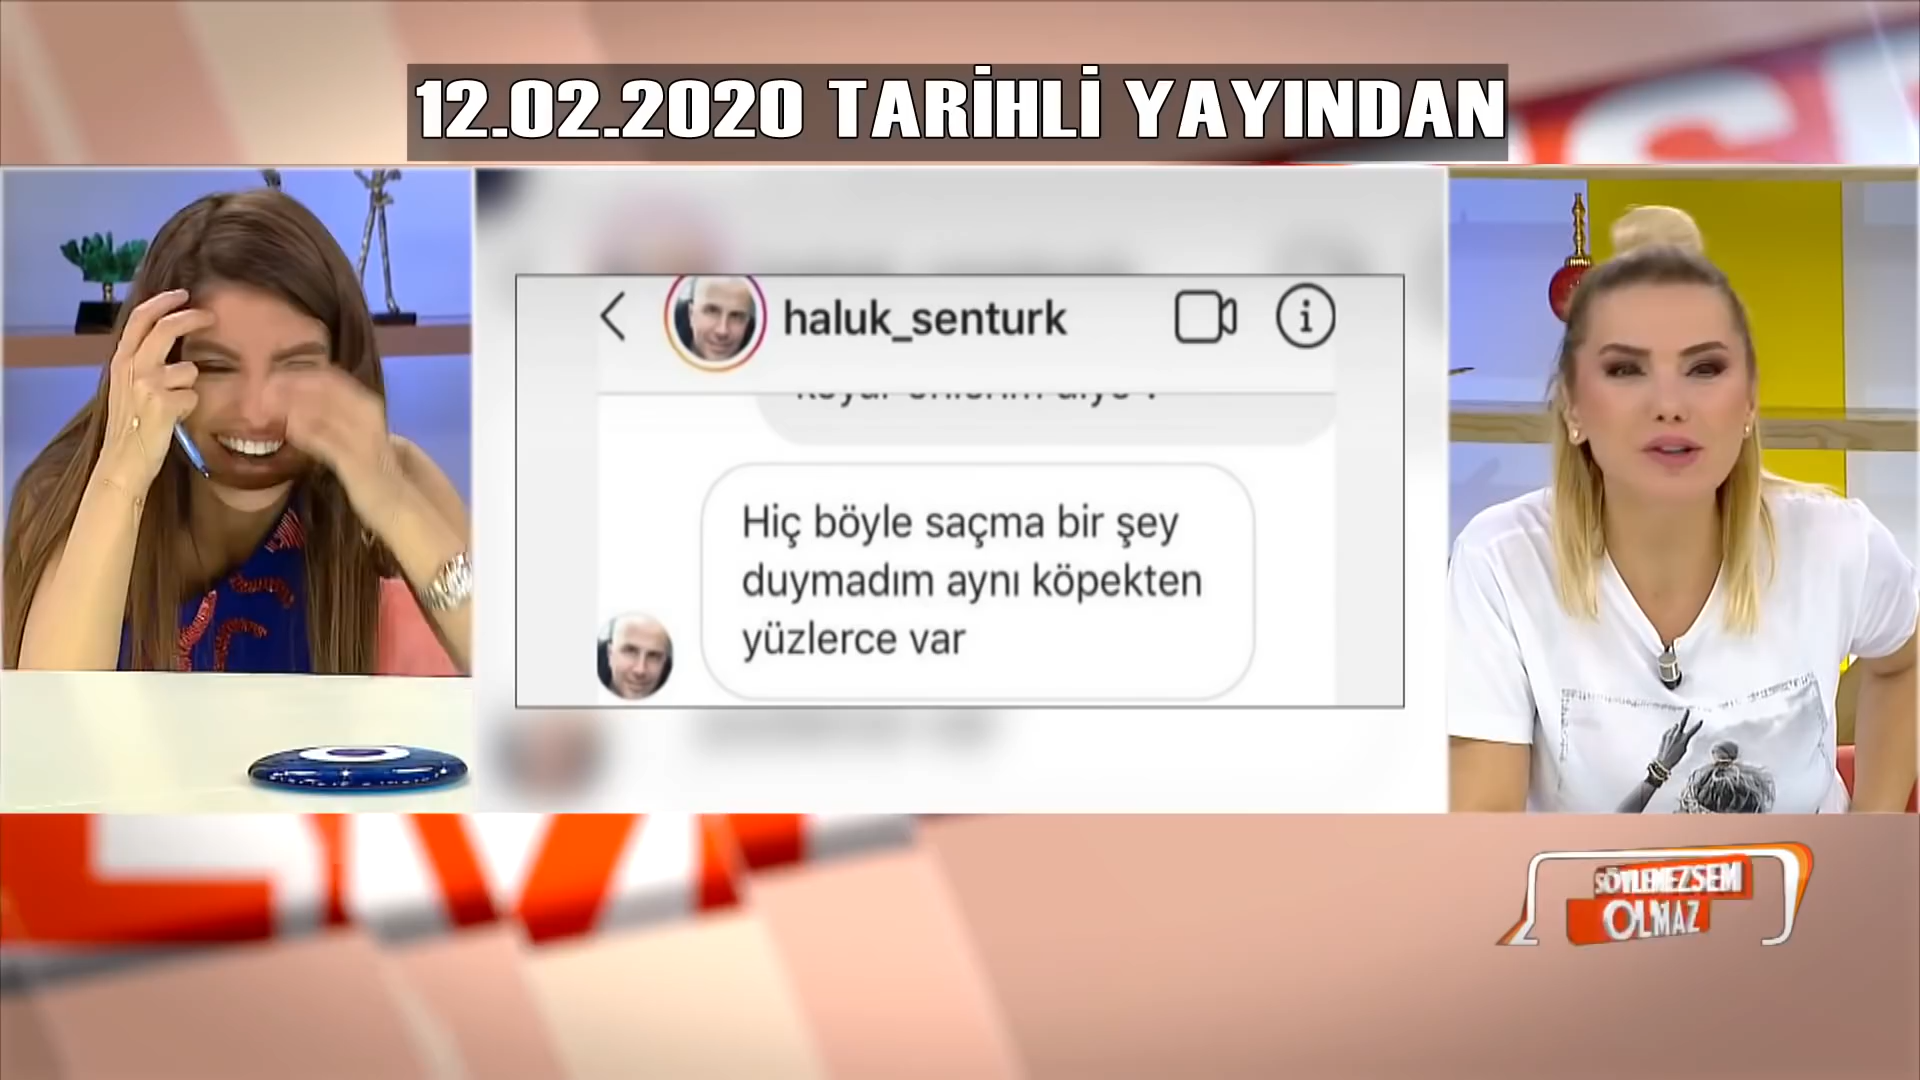 12.02.2020 TARİHLİ YAYINDAN
haluk_senturk
Hiç böyle saçma bir şey
duymadım aynı köpekten
yüzlerce var
SÖYLEMEZSEM
OLMAZ